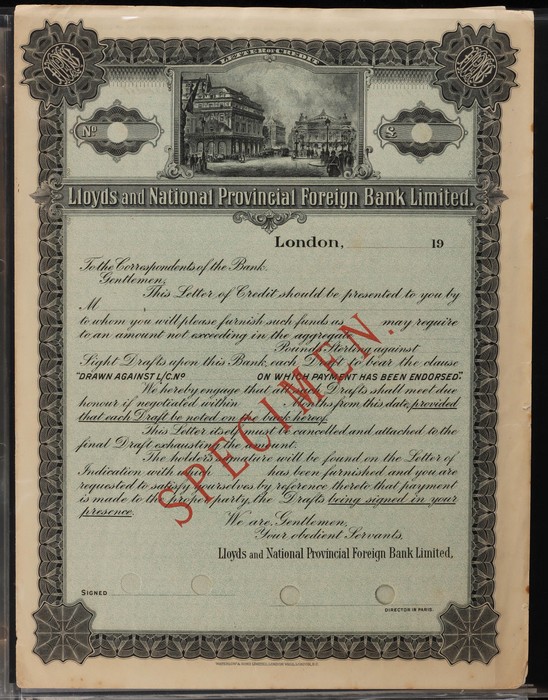 LETTER OF CREDIT
No
£
Lloyds and National Provincial Foreign Bank Limited.
London, 19
To the Correspondents of the Bank.
Gentlemen,
This Letter of Credit should be presented to you by
M
to whom you will please furnish such funds as may require
to an amount not exceeding in the aggregate
Pounds Sterling against
Sight Drafts upon this Bank, each Draft to bear the clause
"DRAWN AGAINST L/C. No ON WHICH PAYMENT HAS BEEN ENDORSED".
We hereby engage that all such Drafts shall meet due
honour if negotiated within Months from this date, provided
that each Draft be noted on the back hereof.
This Letter itself must be cancelled and attached to the
final Draft exhausting the amount.
The holder's signature will be found on the Letter of
Indication with which has been furnished and you are
requested to satisfy yourselves by reference thereto that payment
is made to the proper party, the Drafts being signed in your
presence.
We are, Gentlemen,
Your obedient Servants,
Lloyds and National Provincial Foreign Bank Limited,
SIGNED
DIRECTOR IN PARIS.
SPECIMEN.